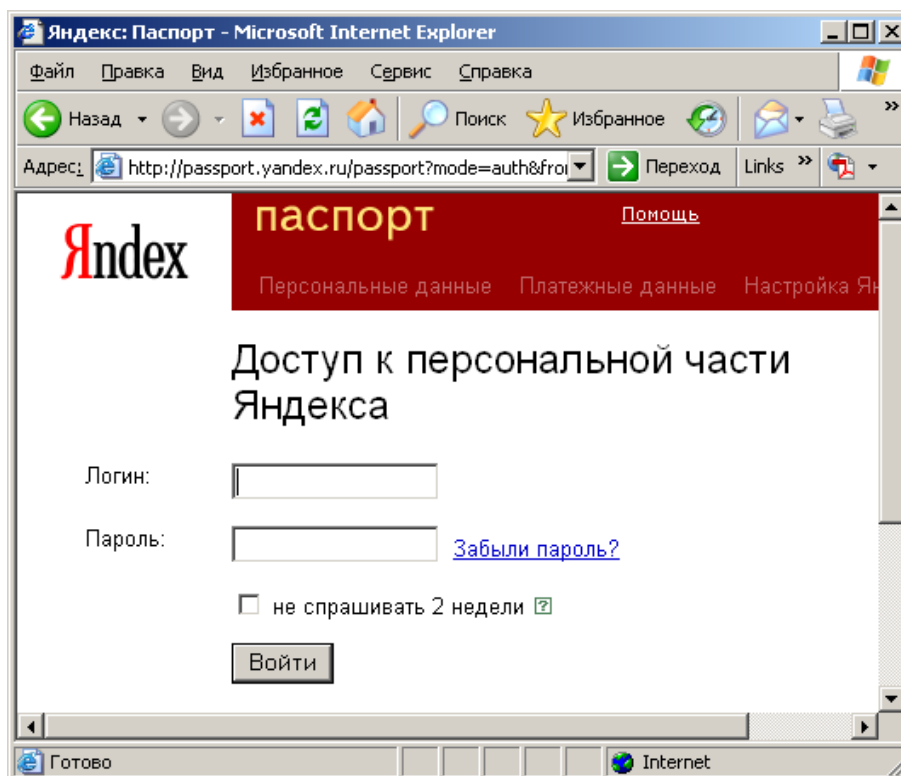 Яндекс: Паспорт - Microsoft Internet Explorer
Файл Правка Вид Избранное Сервис Справка
Назад Поиск Избранное »
Адрес: http://passport.yandex.ru/passport?mode=auth&fro Переход Links »
Яndex
паспорт Помощь
Персональные данные Платежные данные Настройка Ян
Доступ к персональной части
Яндекса
Логин:
Пароль: Забыли пароль?
не спрашивать 2 недели ?
Войти
Готово Internet